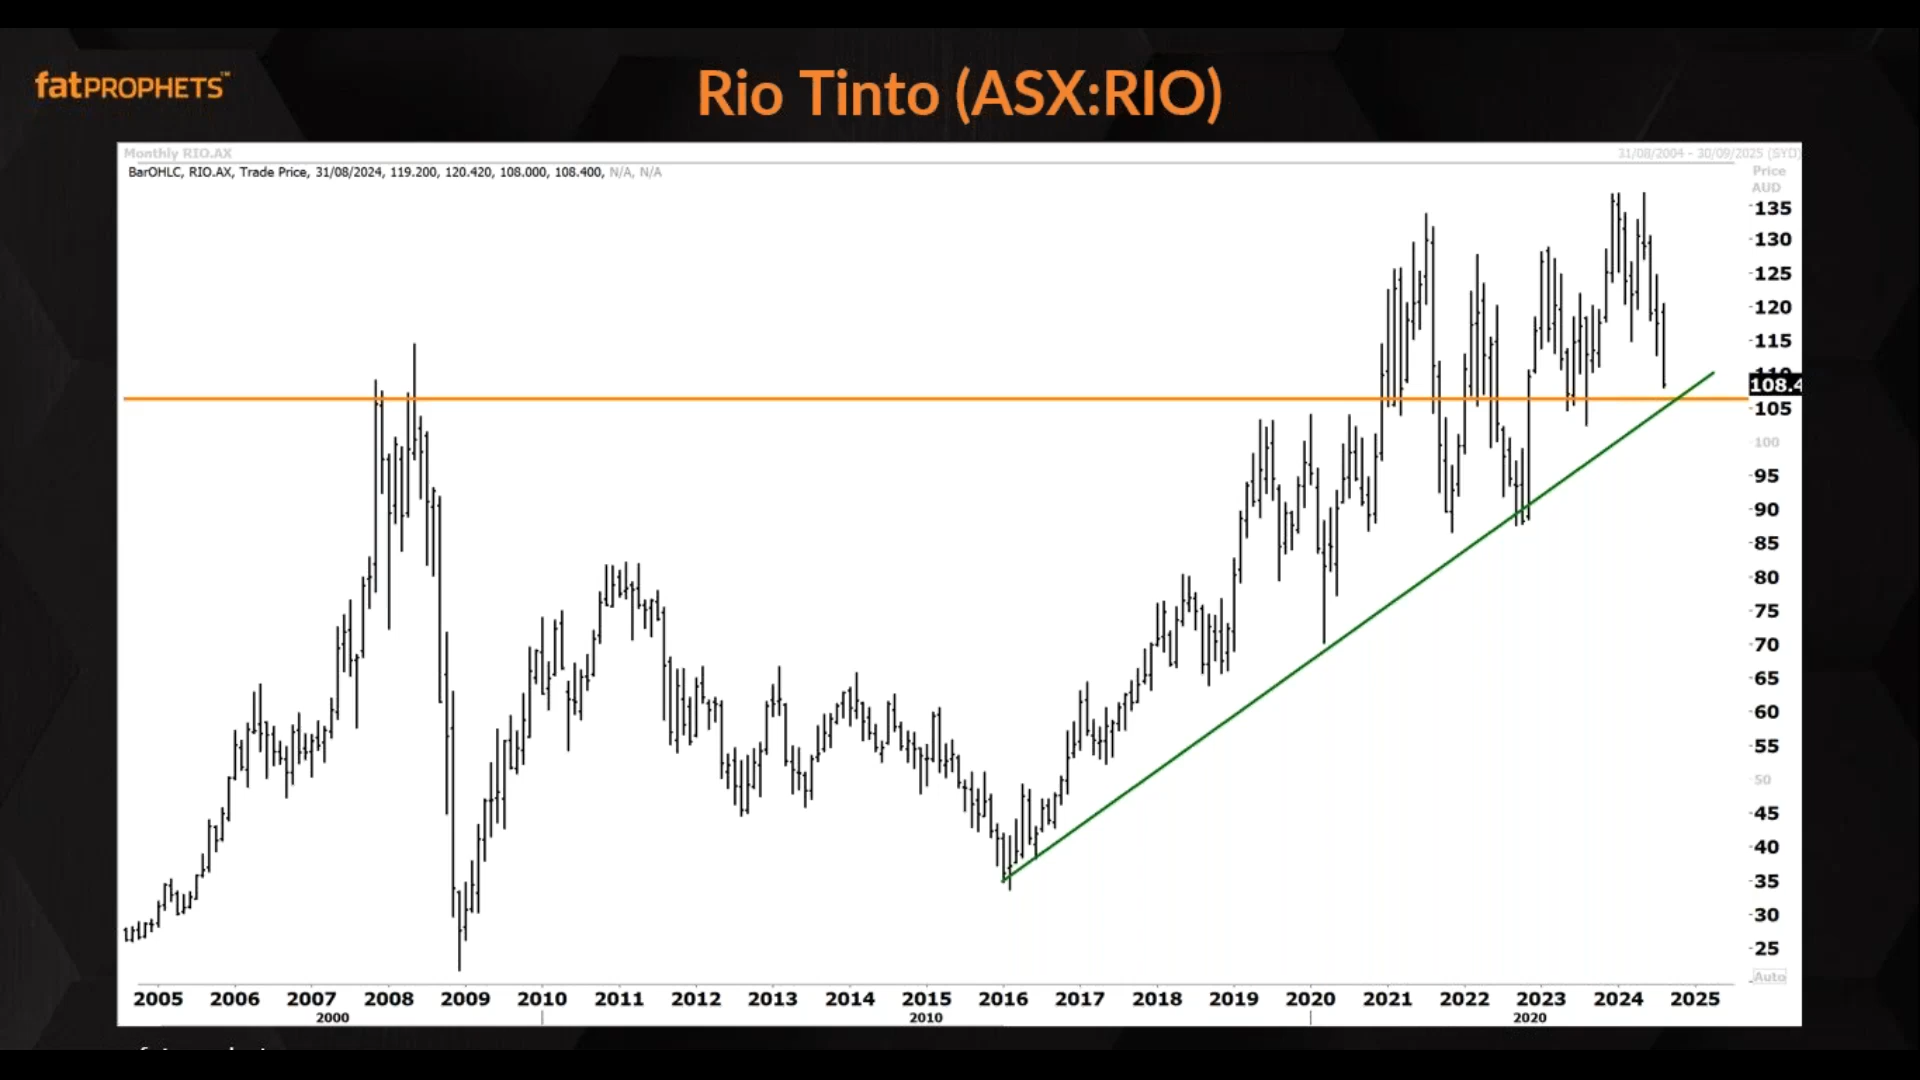 fatPROPHETS™
Rio Tinto (ASX:RIO)
Monthly RIO.AX
31/08/2004 - 30/09/2025 (SYD)
BarOHLC, RIO.AX, Trade Price, 31/08/2024, 119.200, 120.420, 108.000, 108.400, N/A, N/A
Price
AUD
135
130
125
120
115
110
108.4
105
100
95
90
85
80
75
70
65
60
55
50
45
40
35
30
25
Auto
2005 2006 2007 2008 2009 2010 2011 2012 2013 2014 2015 2016 2017 2018 2019 2020 2021 2022 2023 2024 2025
2000 2010 2020